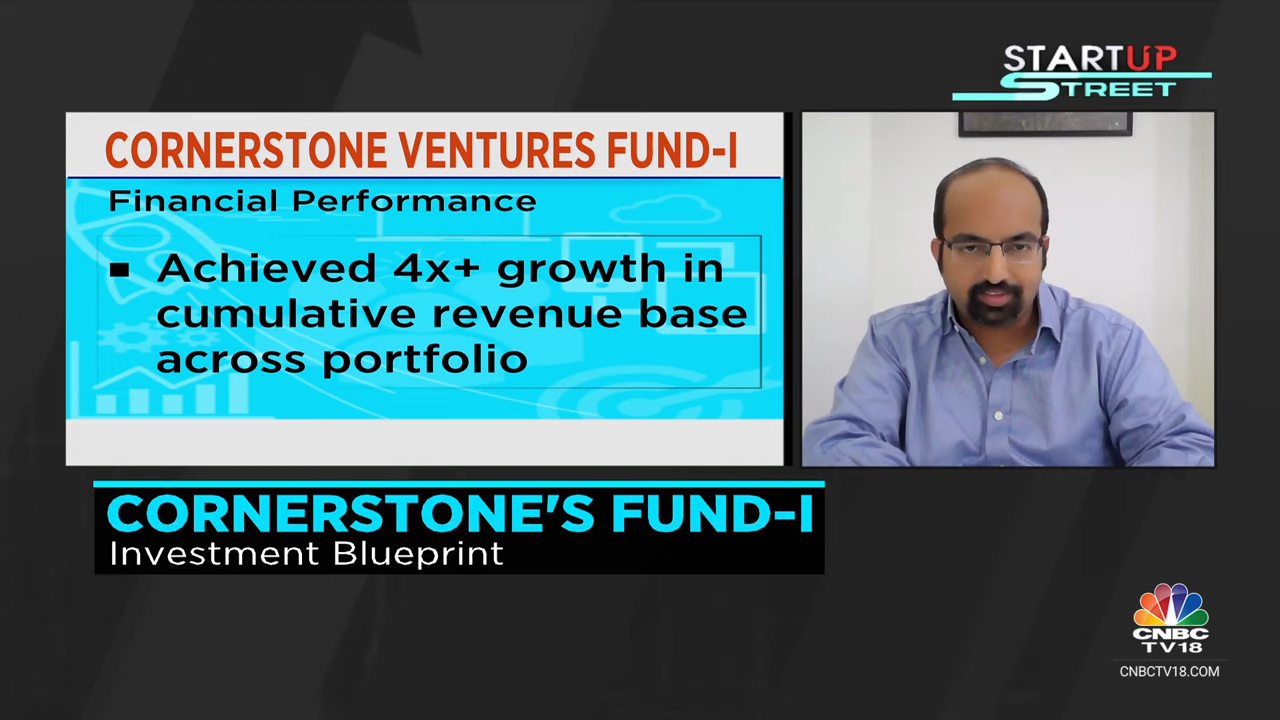 STARTUP
STREET
CORNERSTONE VENTURES FUND-I
Financial Performance
▪ Achieved 4x+ growth in
cumulative revenue base
across portfolio
CORNERSTONE'S FUND-I
Investment Blueprint
CNBC
TV18
CNBCTV18.COM